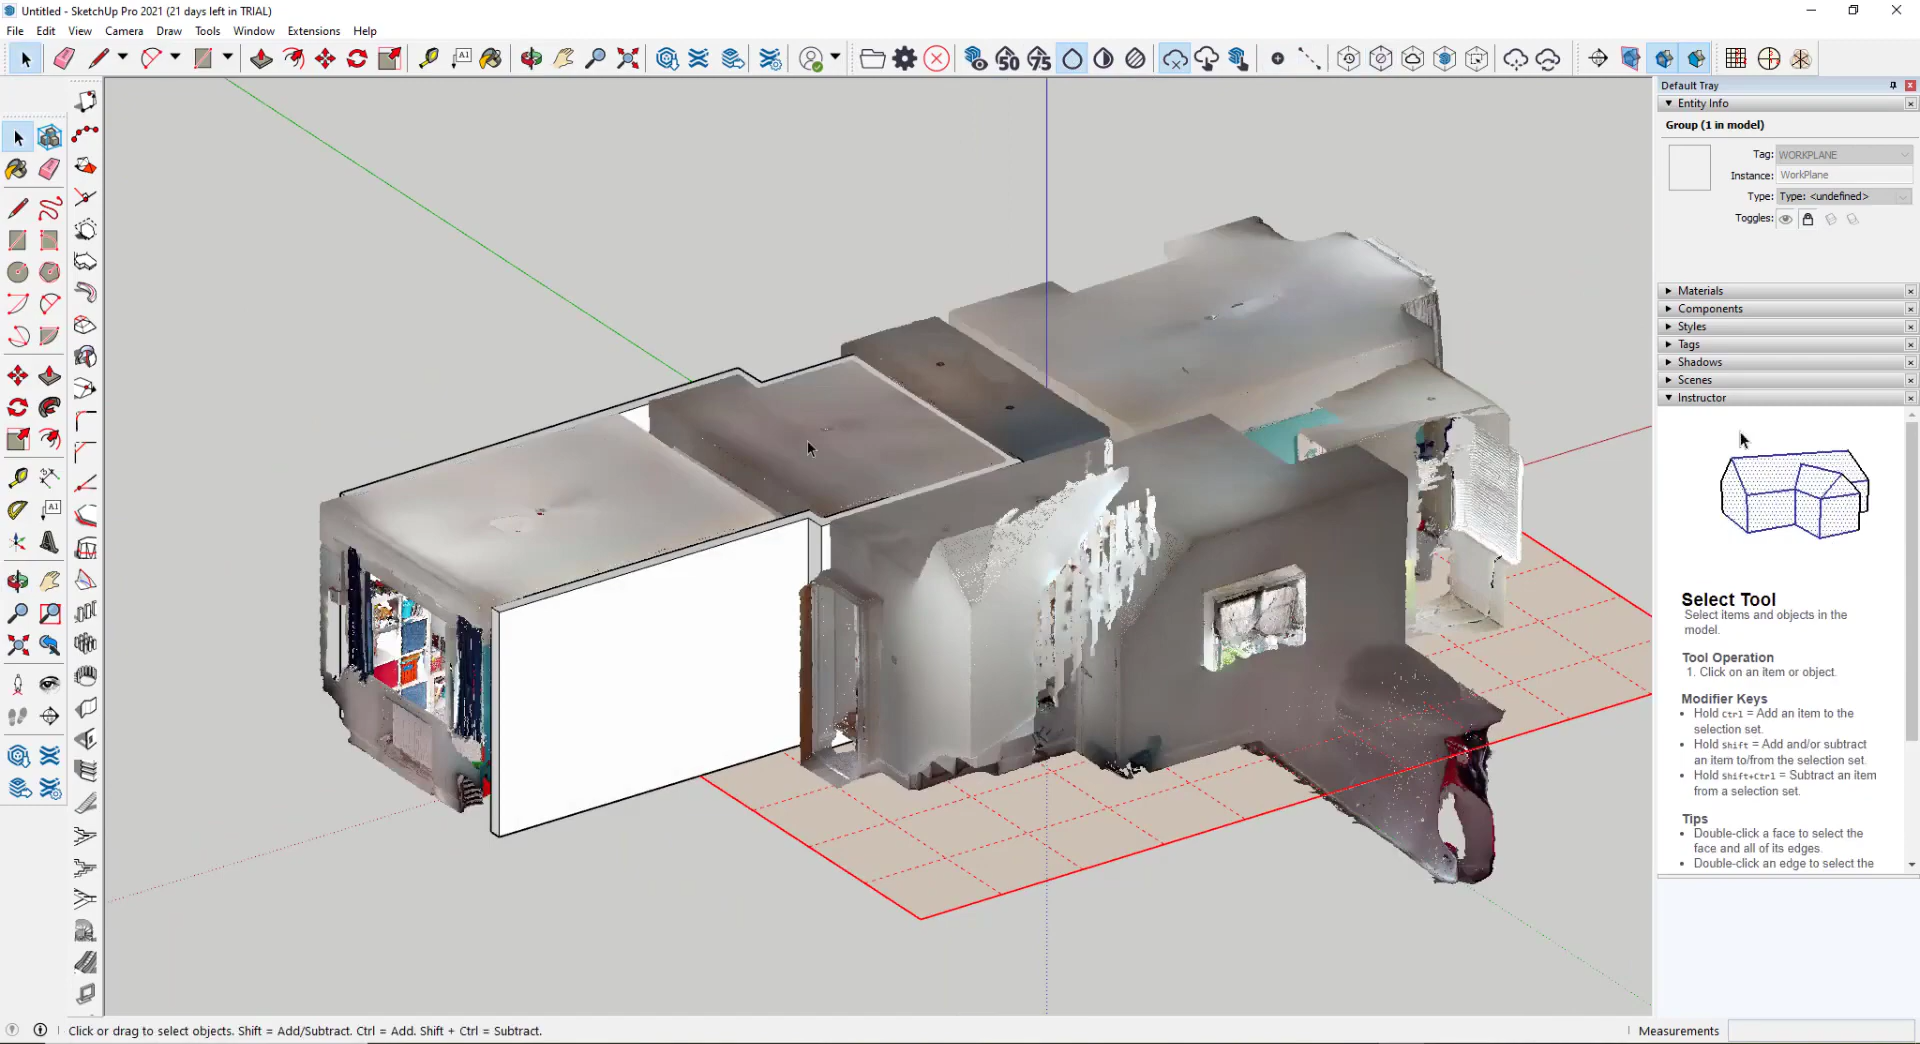 Untitled - SketchUp Pro 2021 (21 days left in TRIAL)
File Edit View Camera Draw Tools Window Extensions Help
A1
50 75
Default Tray
Entity Info
Group (1 in model)
Tag: WORKPLANE
Instance: WorkPlane
Type: Type: <undefined>
Toggles:
Materials
Components
Styles
Tags
Shadows
Scenes
Instructor
A1
Select Tool
Select items and objects in the
model.
Tool Operation
1. Click on an item or object.
Modifier Keys
• Hold Ctrl = Add an item to the
selection set.
• Hold Shift = Add and/or subtract
an item to/from the selection set.
• Hold Shift+Ctrl = Subtract an item
from a selection set.
Tips
• Double-click a face to select the
face and all of its edges.
• Double-click an edge to select the
Click or drag to select objects. Shift = Add/Subtract. Ctrl = Add. Shift + Ctrl = Subtract.
Measurements